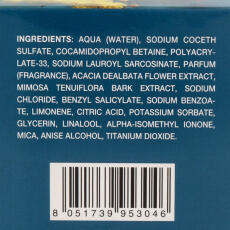 INGREDIENTS: AQUA (WATER), SODIUM COCETH
SULFATE, COCAMIDOPROPYL BETAINE, POLYACRY-
LATE-33, SODIUM LAUROYL SARCOSINATE, PARFUM
(FRAGRANCE), ACACIA DEALBATA FLOWER EXTRACT,
MIMOSA TENUIFLORA BARK EXTRACT, SODIUM
CHLORIDE, BENZYL SALICYLATE, SODIUM BENZOA-
TE, LIMONENE, CITRIC ACID, POTASSIUM SORBATE,
GLYCERIN, LINALOOL, ALPHA-ISOMETHYL IONONE,
MICA, ANISE ALCOHOL, TITANIUM DIOXIDE.
8 051739 953046